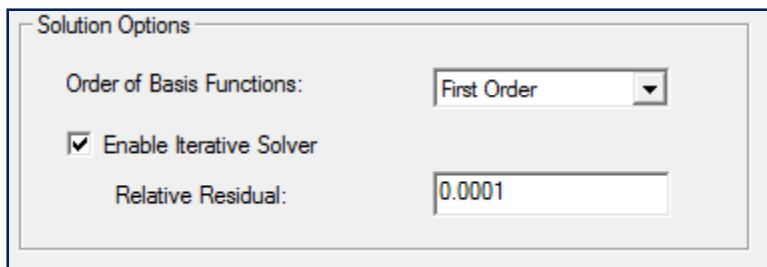 Solution Options
Order of Basis Functions: First Order
Enable Iterative Solver
Relative Residual: 0.0001